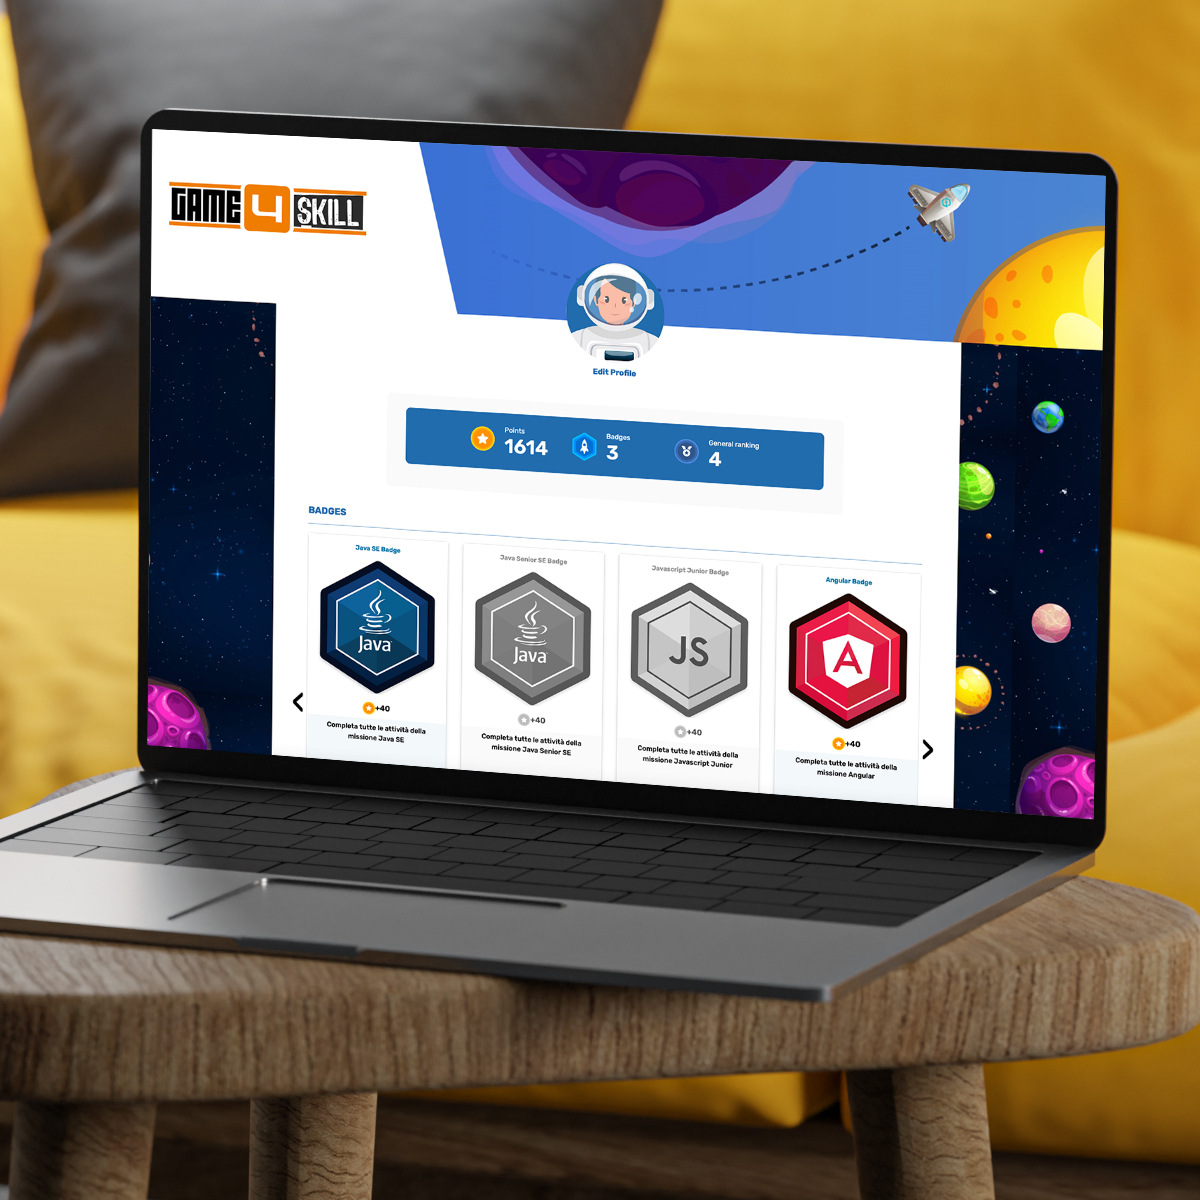 GAME 4 SKILL
Edit Profile
Points
1614
Badges
3
General ranking
4
BADGES
Java SE Badge
Java
+40
Completa tutte le attività della
missione Java SE
Java Senior SE Badge
Java
+40
Completa tutte le attività della
missione Java Senior SE
Javascript Junior Badge
JS
+40
Completa tutte le attività della
missione Javascript Junior
Angular Badge
A
+40
Completa tutte le attività della
missione Angular